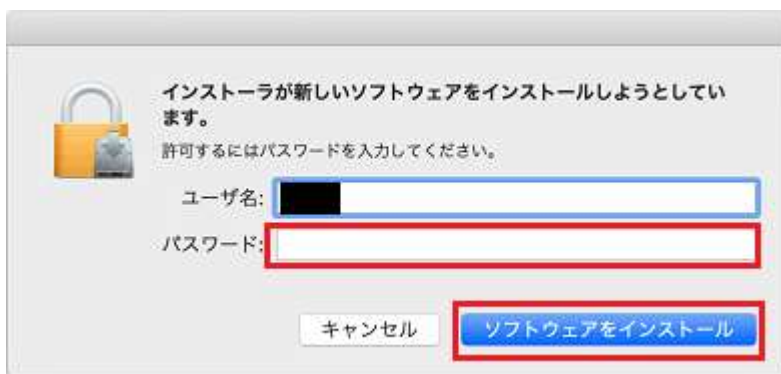 インストーラが新しいソフトウェアをインストールしようとしてい
ます。
許可するにはパスワードを入力してください。
ユーザ名:
パスワード:
キャンセル ソフトウェアをインストール